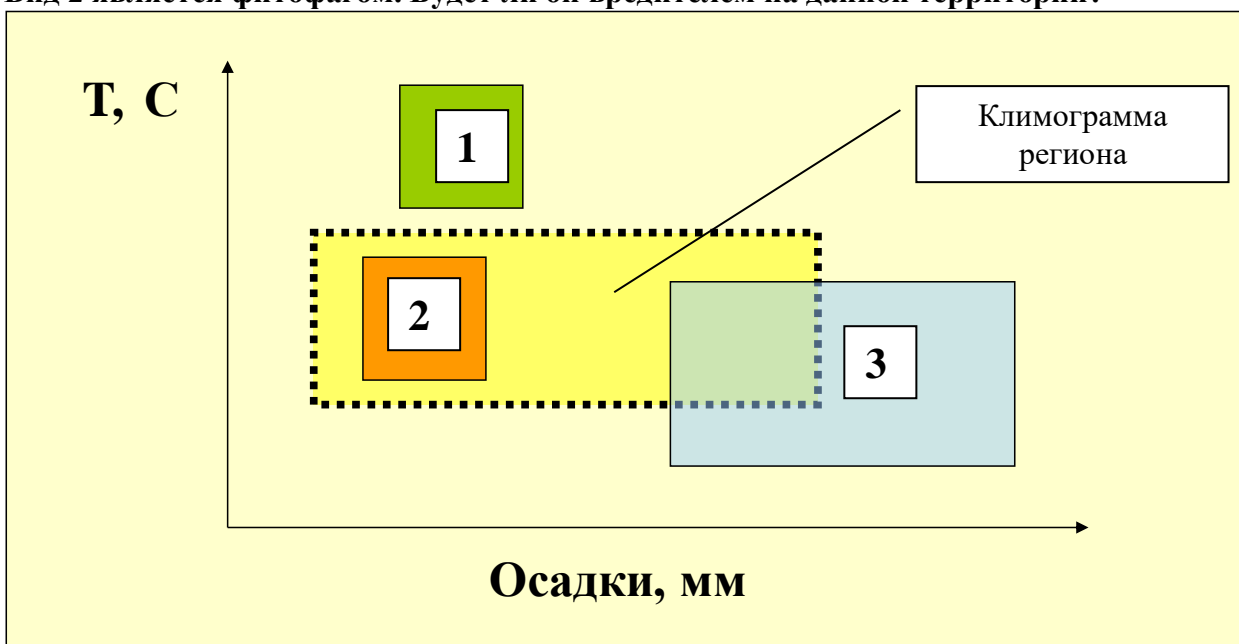 Вид 2 является фитофагом. Будет ли он вредителем на данной территории?
Т, С
1
Климограмма
региона
2
3
Осадки, мм